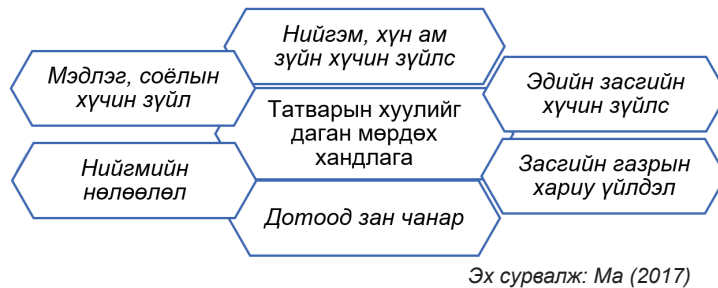 Нийгэм, хүн ам
зүйн хүчин зүйлс
Мэдлэг, соёлын
хүчин зүйл
Эдийн засгийн
хүчин зүйлс
Татварын хуулийг
даган мөрдөх
хандлага
Нийгмийн
нөлөөлөл
Засгийн газрын
хариу үйлдэл
Дотоод зан чанар
Эх сурвалж: Ма (2017)